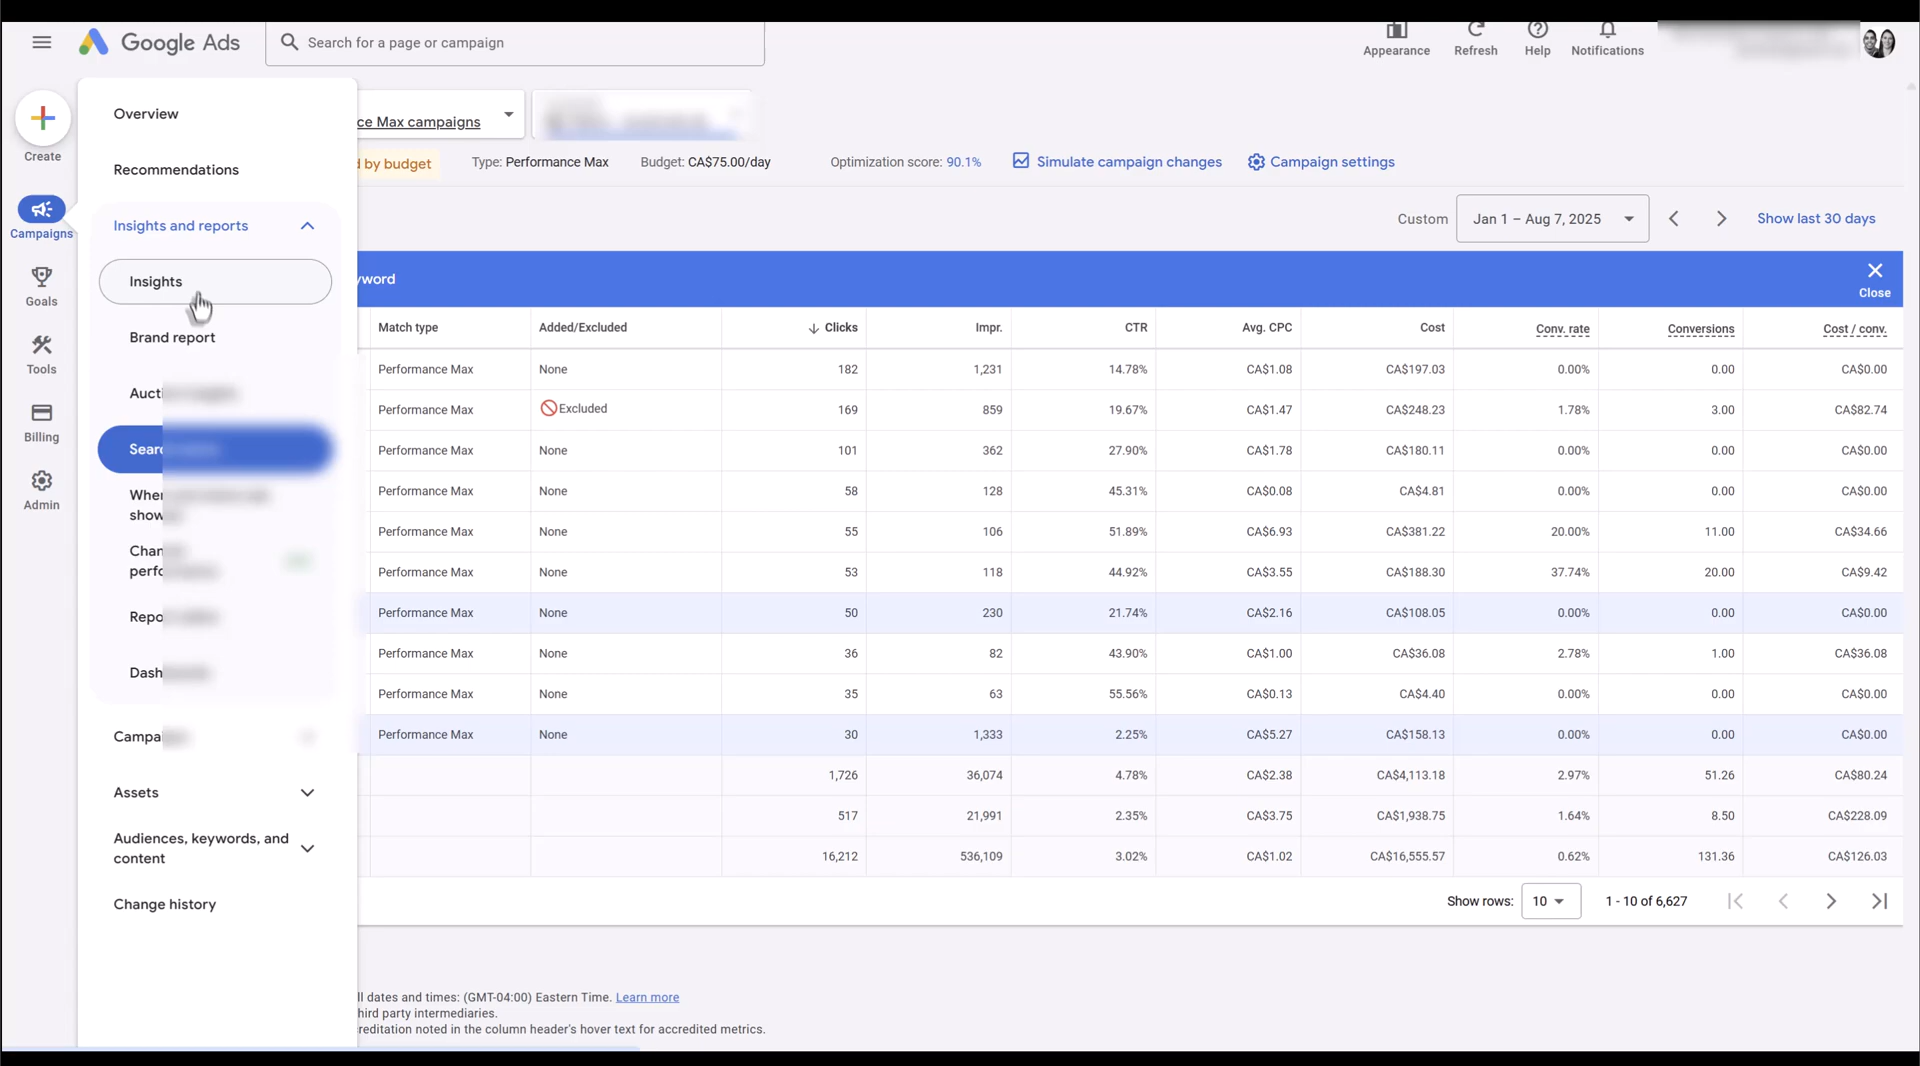 Google Ads
Search for a page or campaign
Appearance
Refresh
Help
Notifications
Create
Campaigns
Goals
Tools
Billing
Admin
Overview
Recommendations
Insights and reports
Insights
Brand report
Campaigns
Assets
Audiences, keywords, and
content
Change history
ce Max campaigns
d by budget
Type: Performance Max
Budget: CA$75.00/day
Optimization score: 90.1%
Simulate campaign changes
Campaign settings
Custom
Jan 1 – Aug 7, 2025
Show last 30 days
yword
Close
Match type Added/Excluded Clicks Impr. CTR Avg. CPC Cost Conv. rate Conversions Cost / conv.
Performance Max None 182 1,231 14.78% CA$1.08 CA$197.03 0.00% 0.00 CA$0.00
Performance Max Excluded 169 859 19.67% CA$1.47 CA$248.23 1.78% 3.00 CA$82.74
Performance Max None 101 362 27.90% CA$1.78 CA$180.11 0.00% 0.00 CA$0.00
Performance Max None 58 128 45.31% CA$0.08 CA$4.81 0.00% 0.00 CA$0.00
Performance Max None 55 106 51.89% CA$6.93 CA$381.22 20.00% 11.00 CA$34.66
Performance Max None 53 118 44.92% CA$3.55 CA$188.30 37.74% 20.00 CA$9.42
Performance Max None 50 230 21.74% CA$2.16 CA$108.05 0.00% 0.00 CA$0.00
Performance Max None 36 82 43.90% CA$1.00 CA$36.08 2.78% 1.00 CA$36.08
Performance Max None 35 63 55.56% CA$0.13 CA$4.40 0.00% 0.00 CA$0.00
Performance Max None 30 1,333 2.25% CA$5.27 CA$158.13 0.00% 0.00 CA$0.00
1,726 36,074 4.78% CA$2.38 CA$4,113.18 2.97% 51.26 CA$80.24
517 21,991 2.35% CA$3.75 CA$1,938.75 1.64% 8.50 CA$228.09
16,212 536,109 3.02% CA$1.02 CA$16,555.57 0.62% 131.36 CA$126.03
Show rows: 10 1 - 10 of 6,627
ll dates and times: (GMT-04:00) Eastern Time. Learn more
hird party intermediaries.
reditation noted in the column header's hover text for accredited metrics.